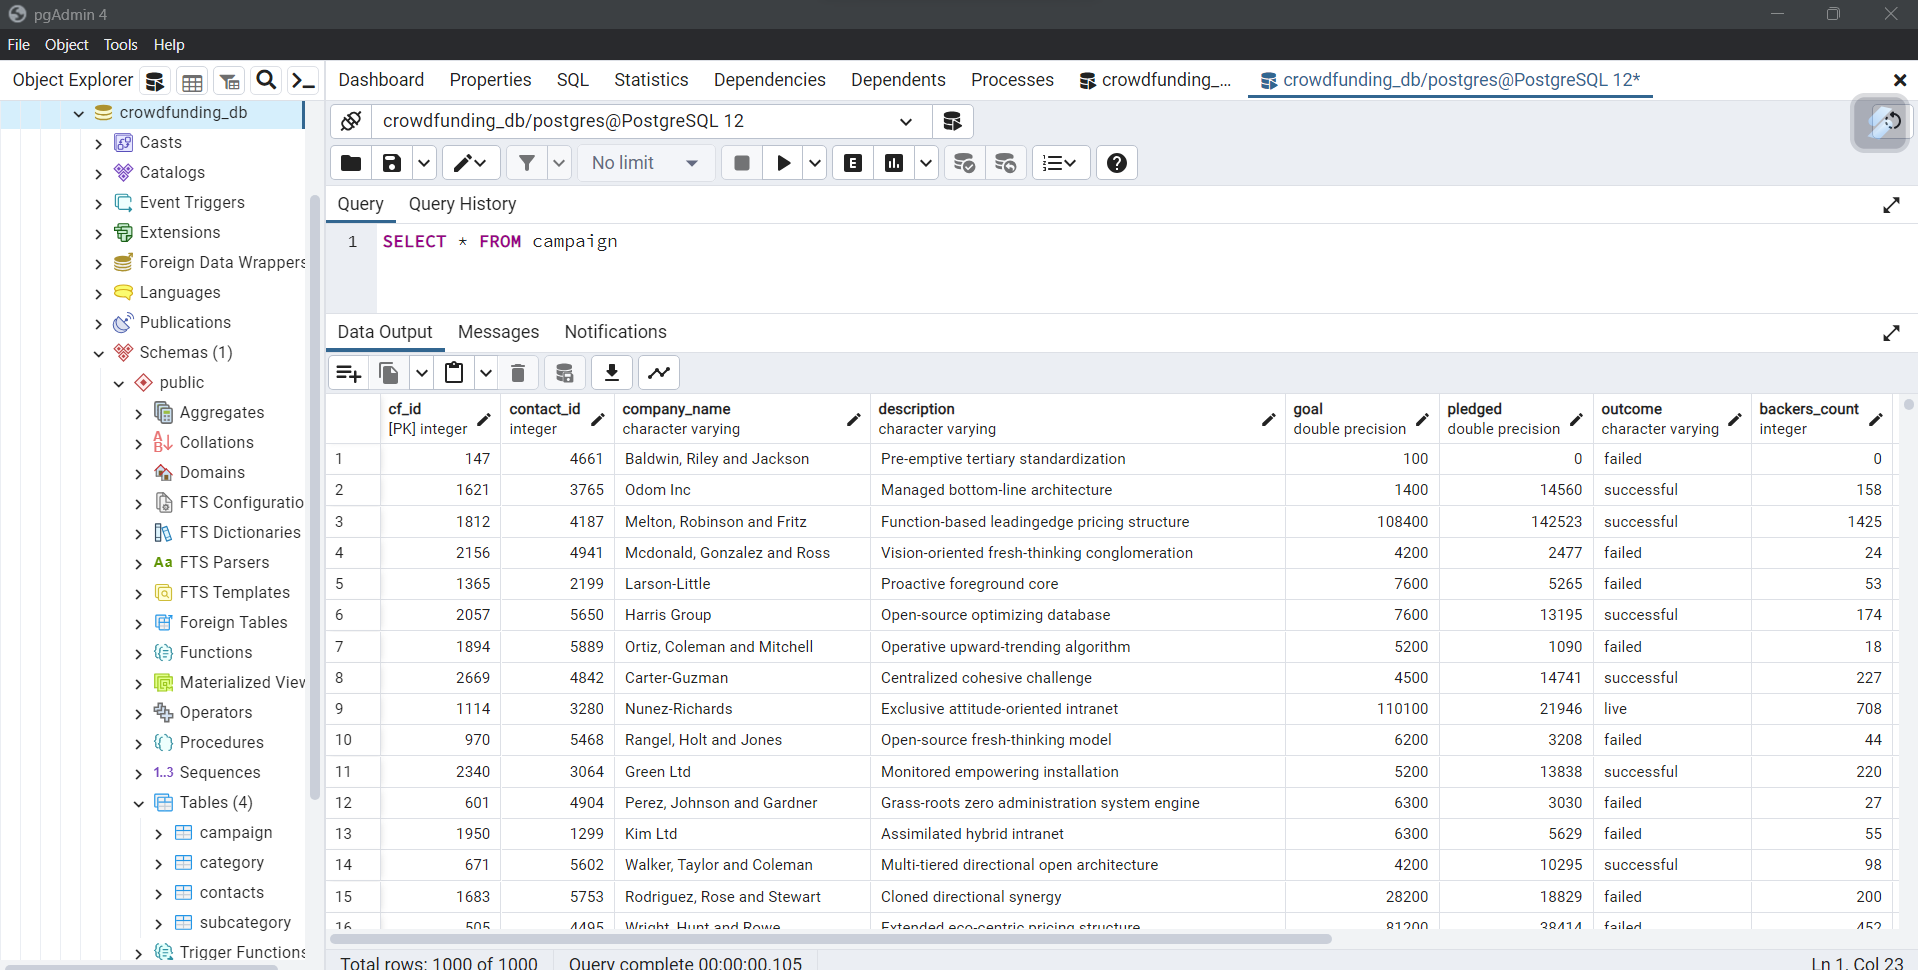 pgAdmin 4
File Object Tools Help
Object Explorer
Dashboard Properties SQL Statistics Dependencies Dependents Processes crowdfunding_... crowdfunding_db/postgres@PostgreSQL 12*
crowdfunding_db
Casts
Catalogs
Event Triggers
Extensions
Foreign Data Wrappers
Languages
Publications
Schemas (1)
public
Aggregates
Collations
Domains
FTS Configuratio
FTS Dictionaries
Aa FTS Parsers
FTS Templates
Foreign Tables
Functions
Materialized View
Operators
Procedures
1..3 Sequences
Tables (4)
campaign
category
contacts
subcategory
Trigger Functions
crowdfunding_db/postgres@PostgreSQL 12
No limit E
Query Query History
1 SELECT * FROM campaign
Data Output Messages Notifications
cf_id contact_id company_name description goal pledged outcome backers_count
[PK] integer integer character varying character varying double precision double precision character varying integer
1 147 4661 Baldwin, Riley and Jackson Pre-emptive tertiary standardization 100 0 failed 0
2 1621 3765 Odom Inc Managed bottom-line architecture 1400 14560 successful 158
3 1812 4187 Melton, Robinson and Fritz Function-based leadingedge pricing structure 108400 142523 successful 1425
4 2156 4941 Mcdonald, Gonzalez and Ross Vision-oriented fresh-thinking conglomeration 4200 2477 failed 24
5 1365 2199 Larson-Little Proactive foreground core 7600 5265 failed 53
6 2057 5650 Harris Group Open-source optimizing database 7600 13195 successful 174
7 1894 5889 Ortiz, Coleman and Mitchell Operative upward-trending algorithm 5200 1090 failed 18
8 2669 4842 Carter-Guzman Centralized cohesive challenge 4500 14741 successful 227
9 1114 3280 Nunez-Richards Exclusive attitude-oriented intranet 110100 21946 live 708
10 970 5468 Rangel, Holt and Jones Open-source fresh-thinking model 6200 3208 failed 44
11 2340 3064 Green Ltd Monitored empowering installation 5200 13838 successful 220
12 601 4904 Perez, Johnson and Gardner Grass-roots zero administration system engine 6300 3030 failed 27
13 1950 1299 Kim Ltd Assimilated hybrid intranet 6300 5629 failed 55
14 671 5602 Walker, Taylor and Coleman Multi-tiered directional open architecture 4200 10295 successful 98
15 1683 5753 Rodriguez, Rose and Stewart Cloned directional synergy 28200 18829 failed 200
16 505 4495 Wright, Hunt and Rowe Extended eco-centric pricing structure 81200 38414 failed 452
Total rows: 1000 of 1000 Query complete 00:00:00.105 Ln 1, Col 23